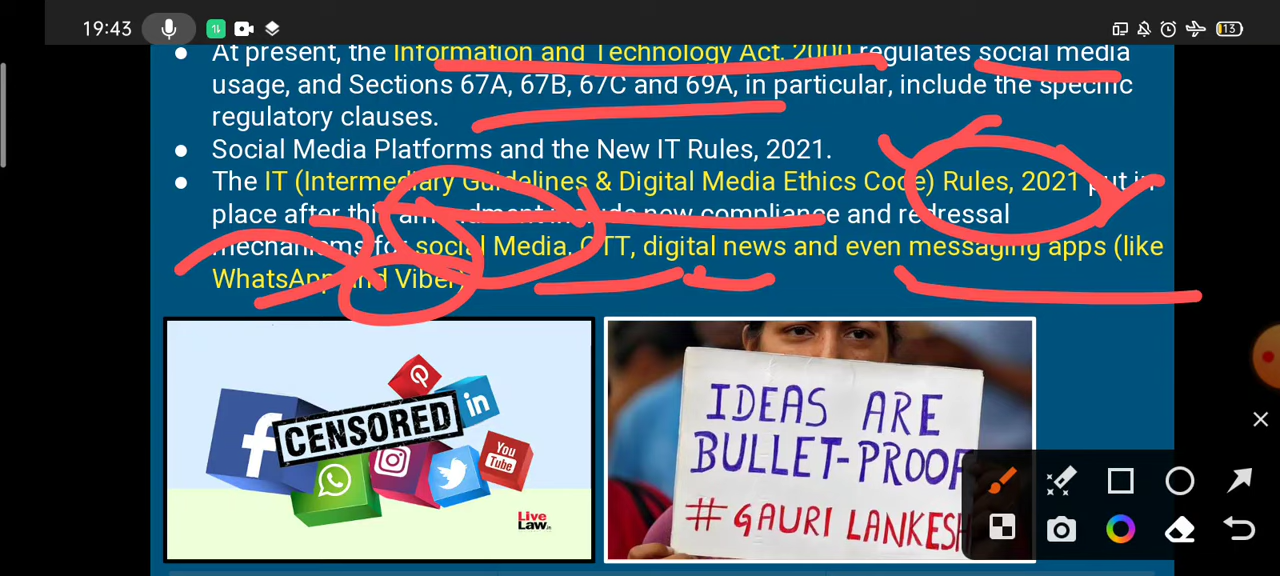 19:43
13
At present, the Information and Technology Act, 2000 regulates social media
usage, and Sections 67A, 67B, 67C and 69A, in particular, include the specific
regulatory clauses.
Social Media Platforms and the New IT Rules, 2021.
The IT (Intermediary Guidelines & Digital Media Ethics Code) Rules, 2021 put in
place after this amendment include new compliance and redressal
mechanisms for social Media, OTT, digital news and even messaging apps (like
WhatsApp and Viber).
CENSORED
in
You
Tube
Live
Law.in
IDEAS ARE
BULLET-PROOF
# GAURI LANKESH